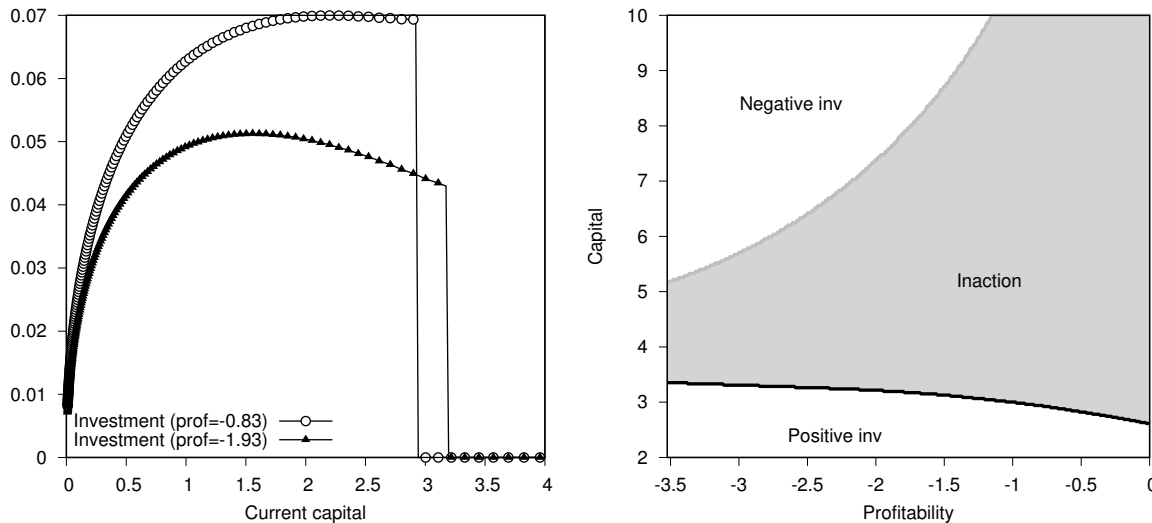 0.07
0.06
0.05
0.04
0.03
0.02
0.01
0
Investment (prof=-0.83)
Investment (prof=-1.93)
0 0.5 1 1.5 2 2.5 3 3.5 4
Current capital
10
9
8
7
6
5
4
3
2
Capital
Negative inv
Inaction
Positive inv
-3.5 -3 -2.5 -2 -1.5 -1 -0.5 0
Profitability